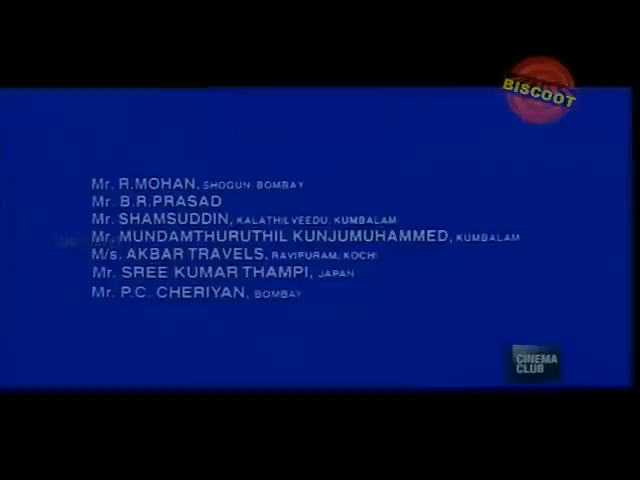 BISCOOT
Mr. R.MOHAN, SHOGUN, BOMBAY
Mr. B.R.PRASAD
Mr. SHAMSUDDIN, KALATHILVEEDU, KUMBALAM
Mr. MUNDAMTHURUTHIL KUNJUMUHAMMED, KUMBALAM
M/s. AKBAR TRAVELS, RAVIPURAM, KOCHI
Mr. SREE KUMAR THAMPI, JAPAN
Mr. P.C. CHERIYAN, BOMBAY
CINEMA
CLUB